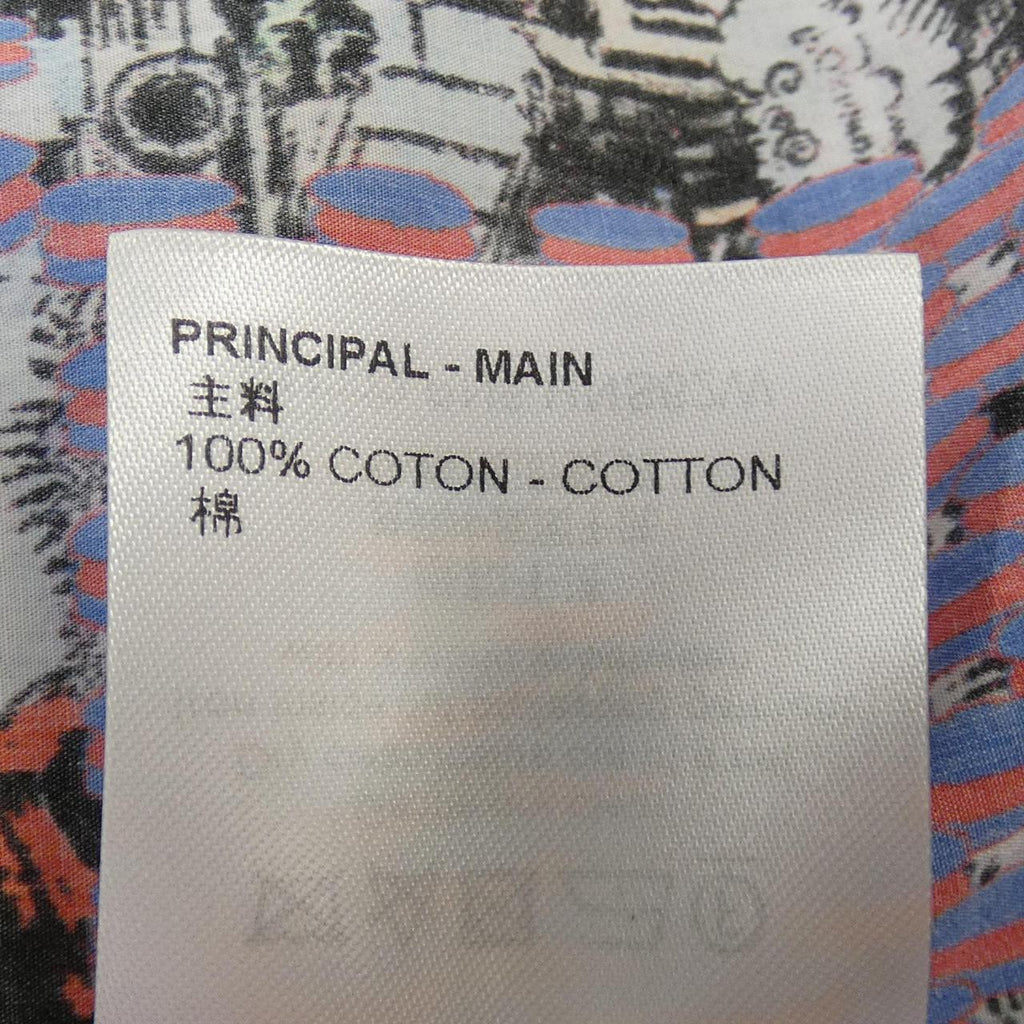 PRINCIPAL - MAIN
主料
100% COTON - COTTON
棉